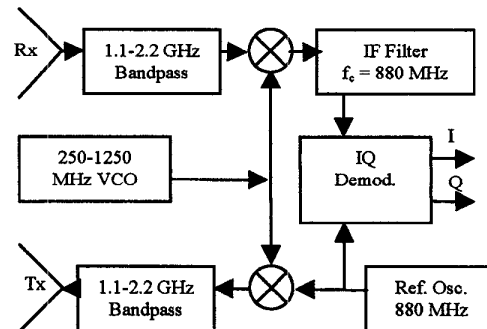 Rx
1.1-2.2 GHz
Bandpass
IF Filter
fc = 880 MHz
250-1250
MHz VCO
IQ
Demod.
I
Q
Tx
1.1-2.2 GHz
Bandpass
Ref. Osc.
880 MHz